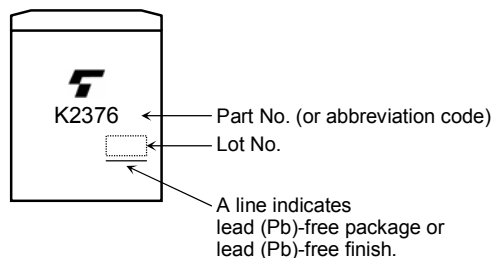 K2376
Part No. (or abbreviation code)
Lot No.
A line indicates
lead (Pb)-free package or
lead (Pb)-free finish.